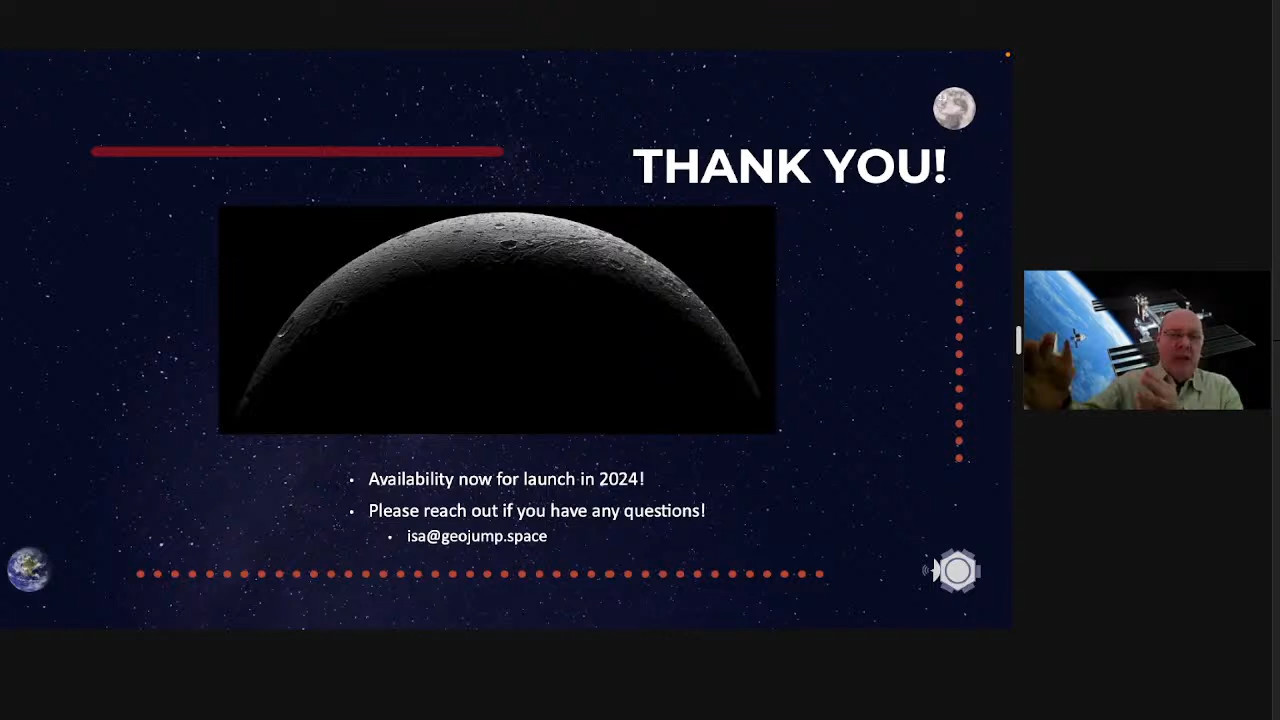 THANK YOU!
• Availability now for launch in 2024!
• Please reach out if you have any questions!
• isa@geojump.space